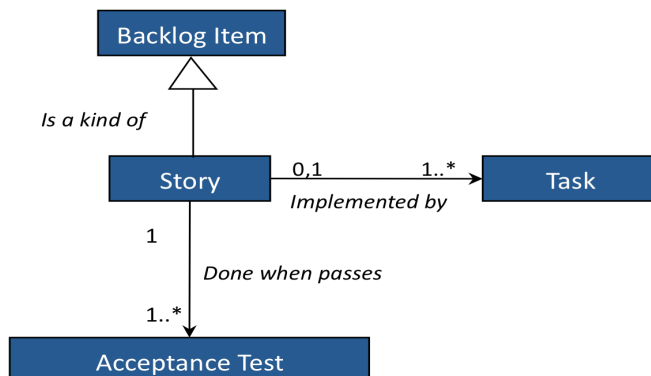 Backlog Item
Is a kind of
Story
0,1
1..*
Task
Implemented by
1
Done when passes
1..*
Acceptance Test